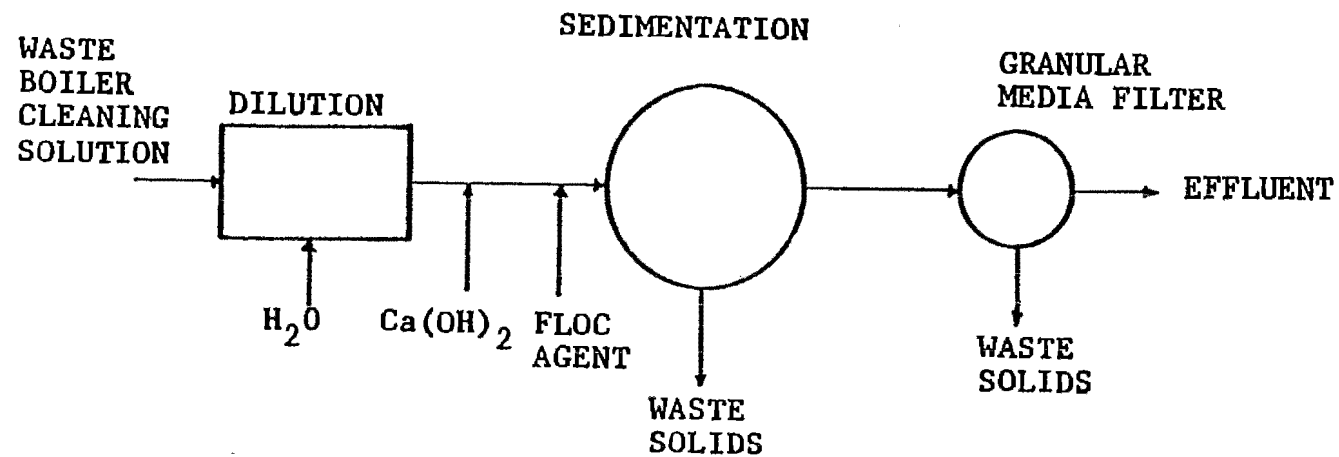 SEDIMENTATION
WASTE
BOILER
CLEANING
SOLUTION
DILUTION
GRANULAR
MEDIA FILTER
EFFLUENT
H2O
Ca(OH)2
FLOC
AGENT
WASTE
SOLIDS
WASTE
SOLIDS